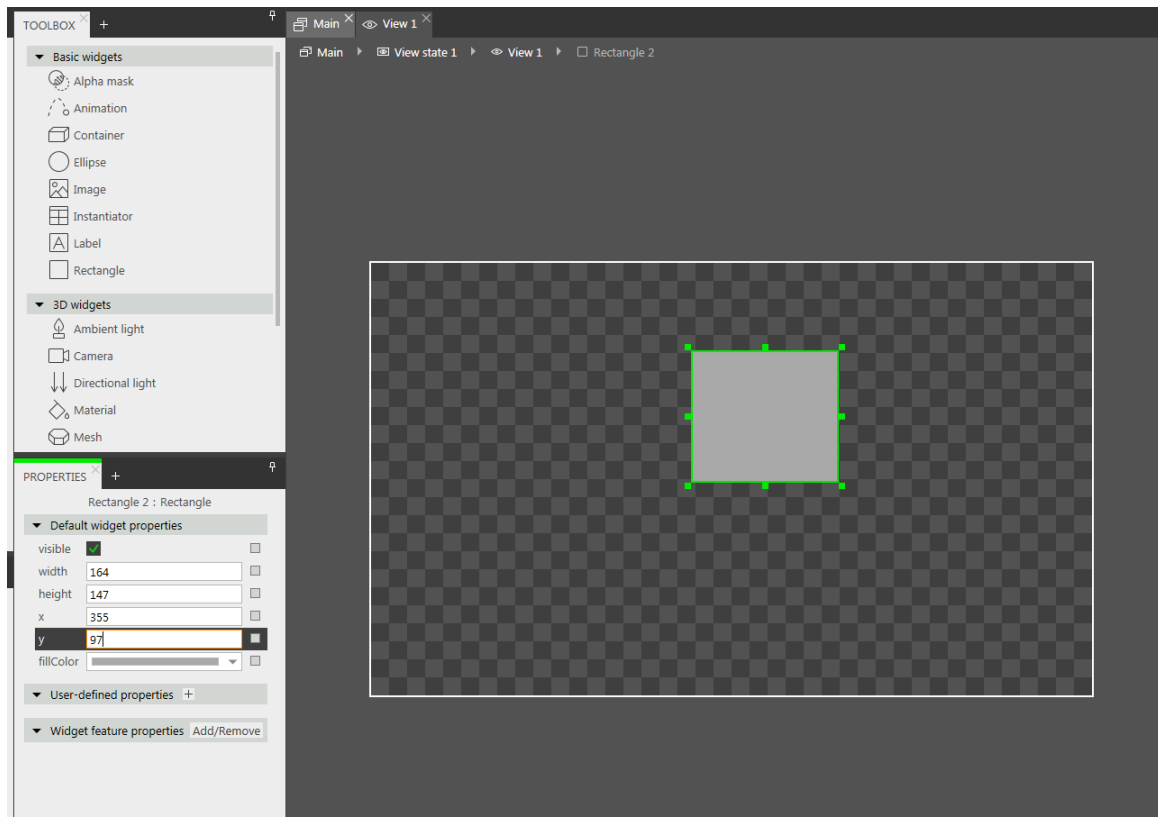 TOOLBOX
Basic widgets
Alpha mask
Animation
Container
Ellipse
Image
Instantiator
Label
Rectangle
3D widgets
Ambient light
Camera
Directional light
Material
Mesh
PROPERTIES
Rectangle 2 : Rectangle
Default widget properties
visible
width 164
height 147
x 355
y 97
fillColor
User-defined properties
Widget feature properties Add/Remove
Main View 1
Main View state 1 View 1 Rectangle 2